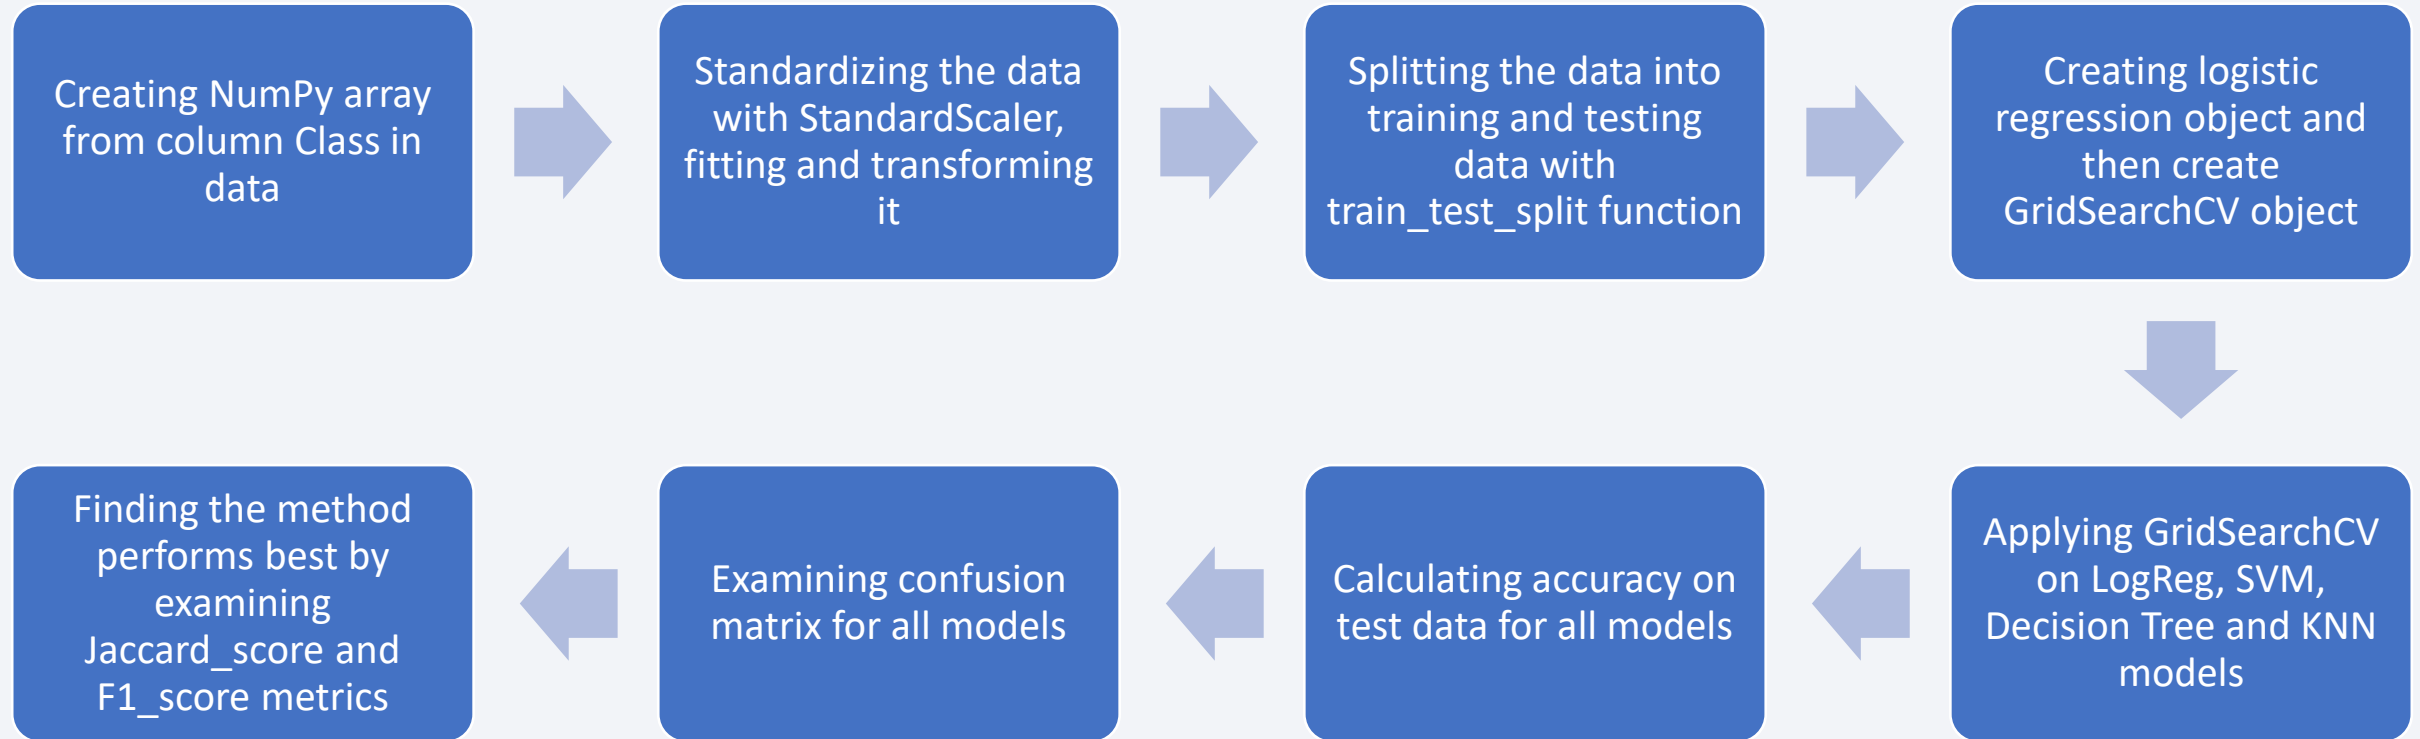 Creating NumPy array
from column Class in
data
Standardizing the data
with StandardScaler,
fitting and transforming
it
Splitting the data into
training and testing
data with
train_test_split function
Creating logistic
regression object and
then create
GridSearchCV object
Applying GridSearchCV
on LogReg, SVM,
Decision Tree and KNN
models
Calculating accuracy on
test data for all models
Examining confusion
matrix for all models
Finding the method
performs best by
examining
Jaccard_score and
F1_score metrics